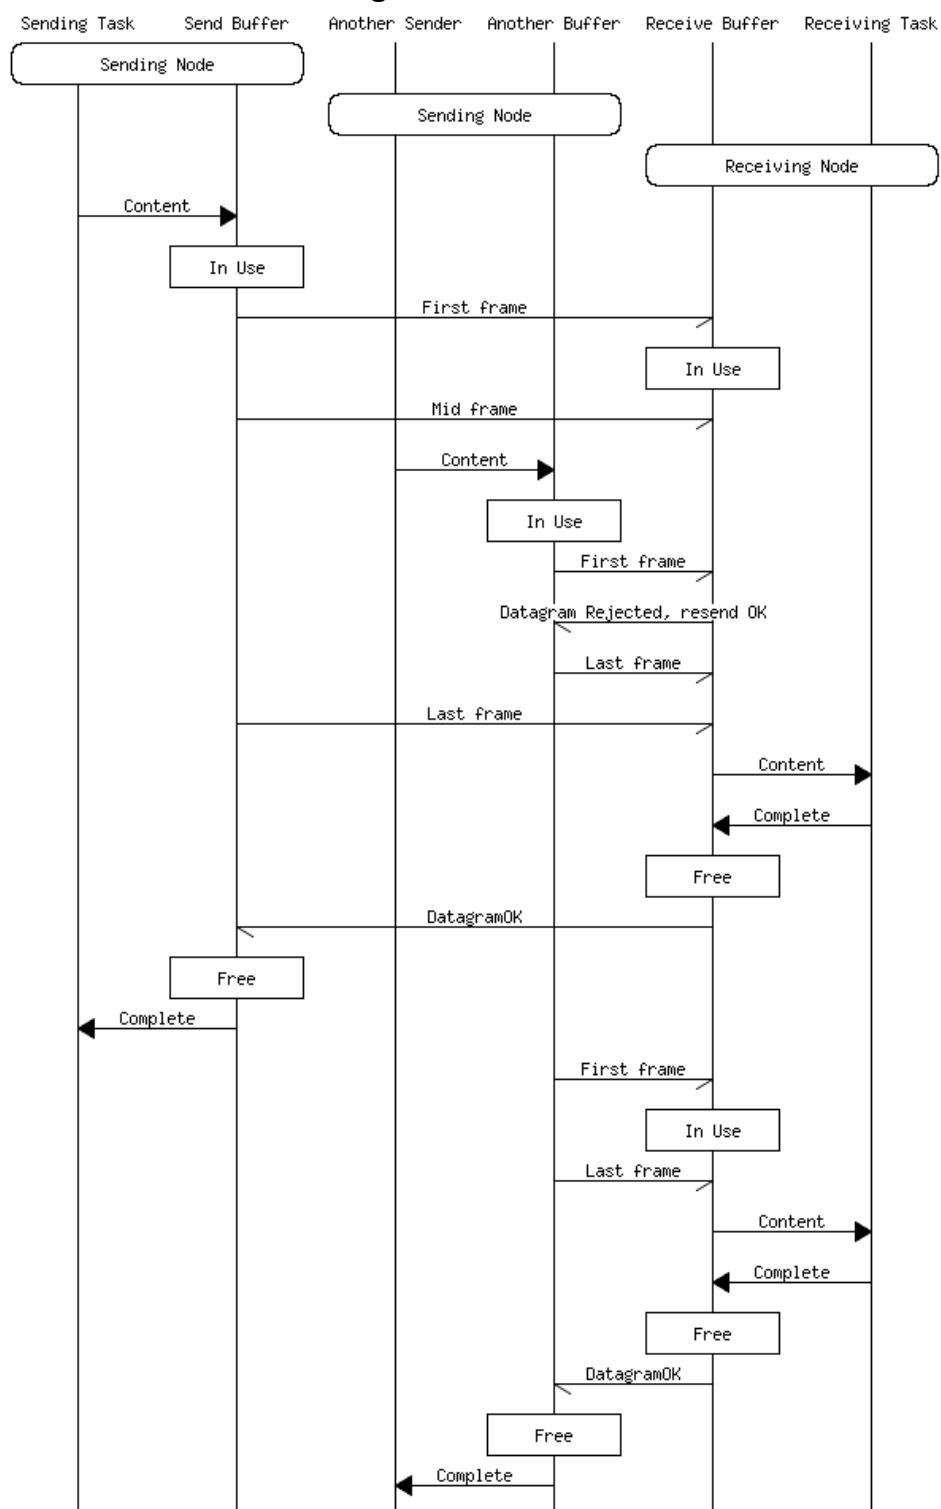 Sending Task Send Buffer Another Sender Another Buffer Receive Buffer Receiving Task
Sending Node
Sending Node
Receiving Node
Content
In Use
First frame
In Use
Mid frame
Content
In Use
First frame
Datagram Rejected, resend OK
Last frame
Last frame
Content
Complete
Free
DatagramOK
Free
Complete
First frame
In Use
Last frame
Content
Complete
Free
DatagramOK
Free
Complete